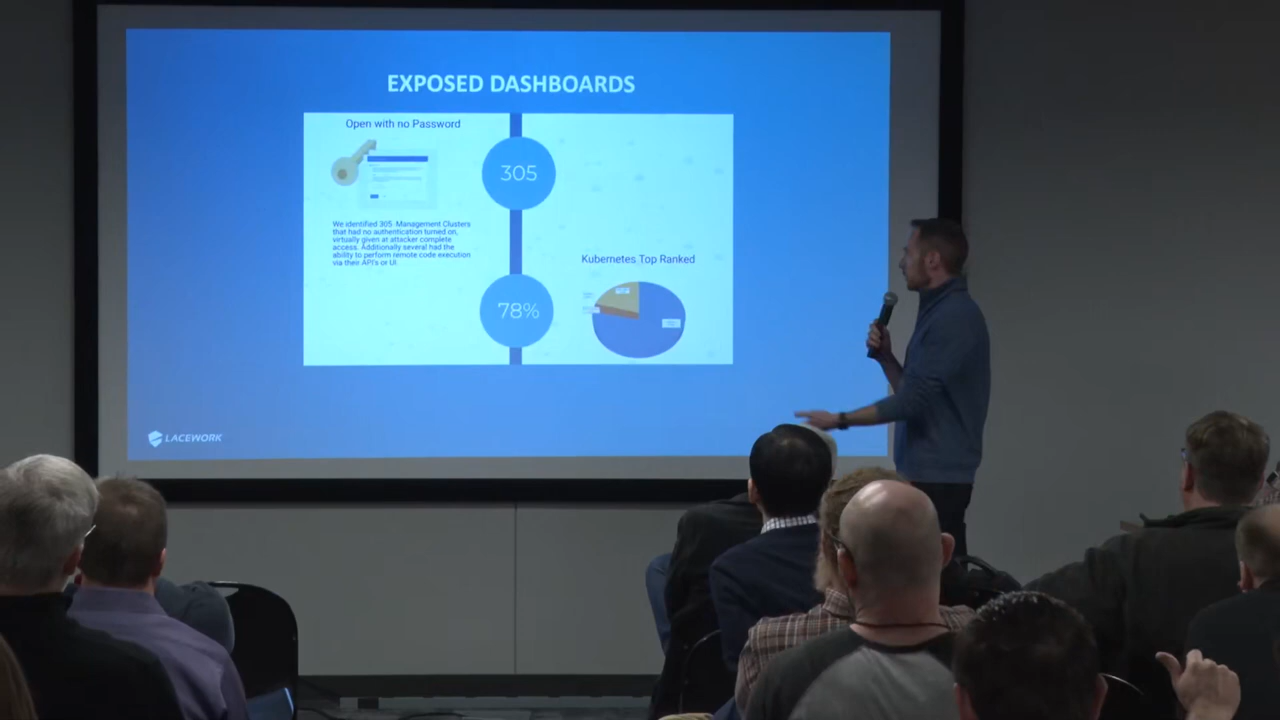 EXPOSED DASHBOARDS
Open with no Password
305
We identified 305 Management Clusters
that had no authentication turned on,
virtually given at attacker complete
access. Additionally several had the
ability to perform remote code execution
via their API's or UI.
Kubernetes Top Ranked
78%
LACEWORK